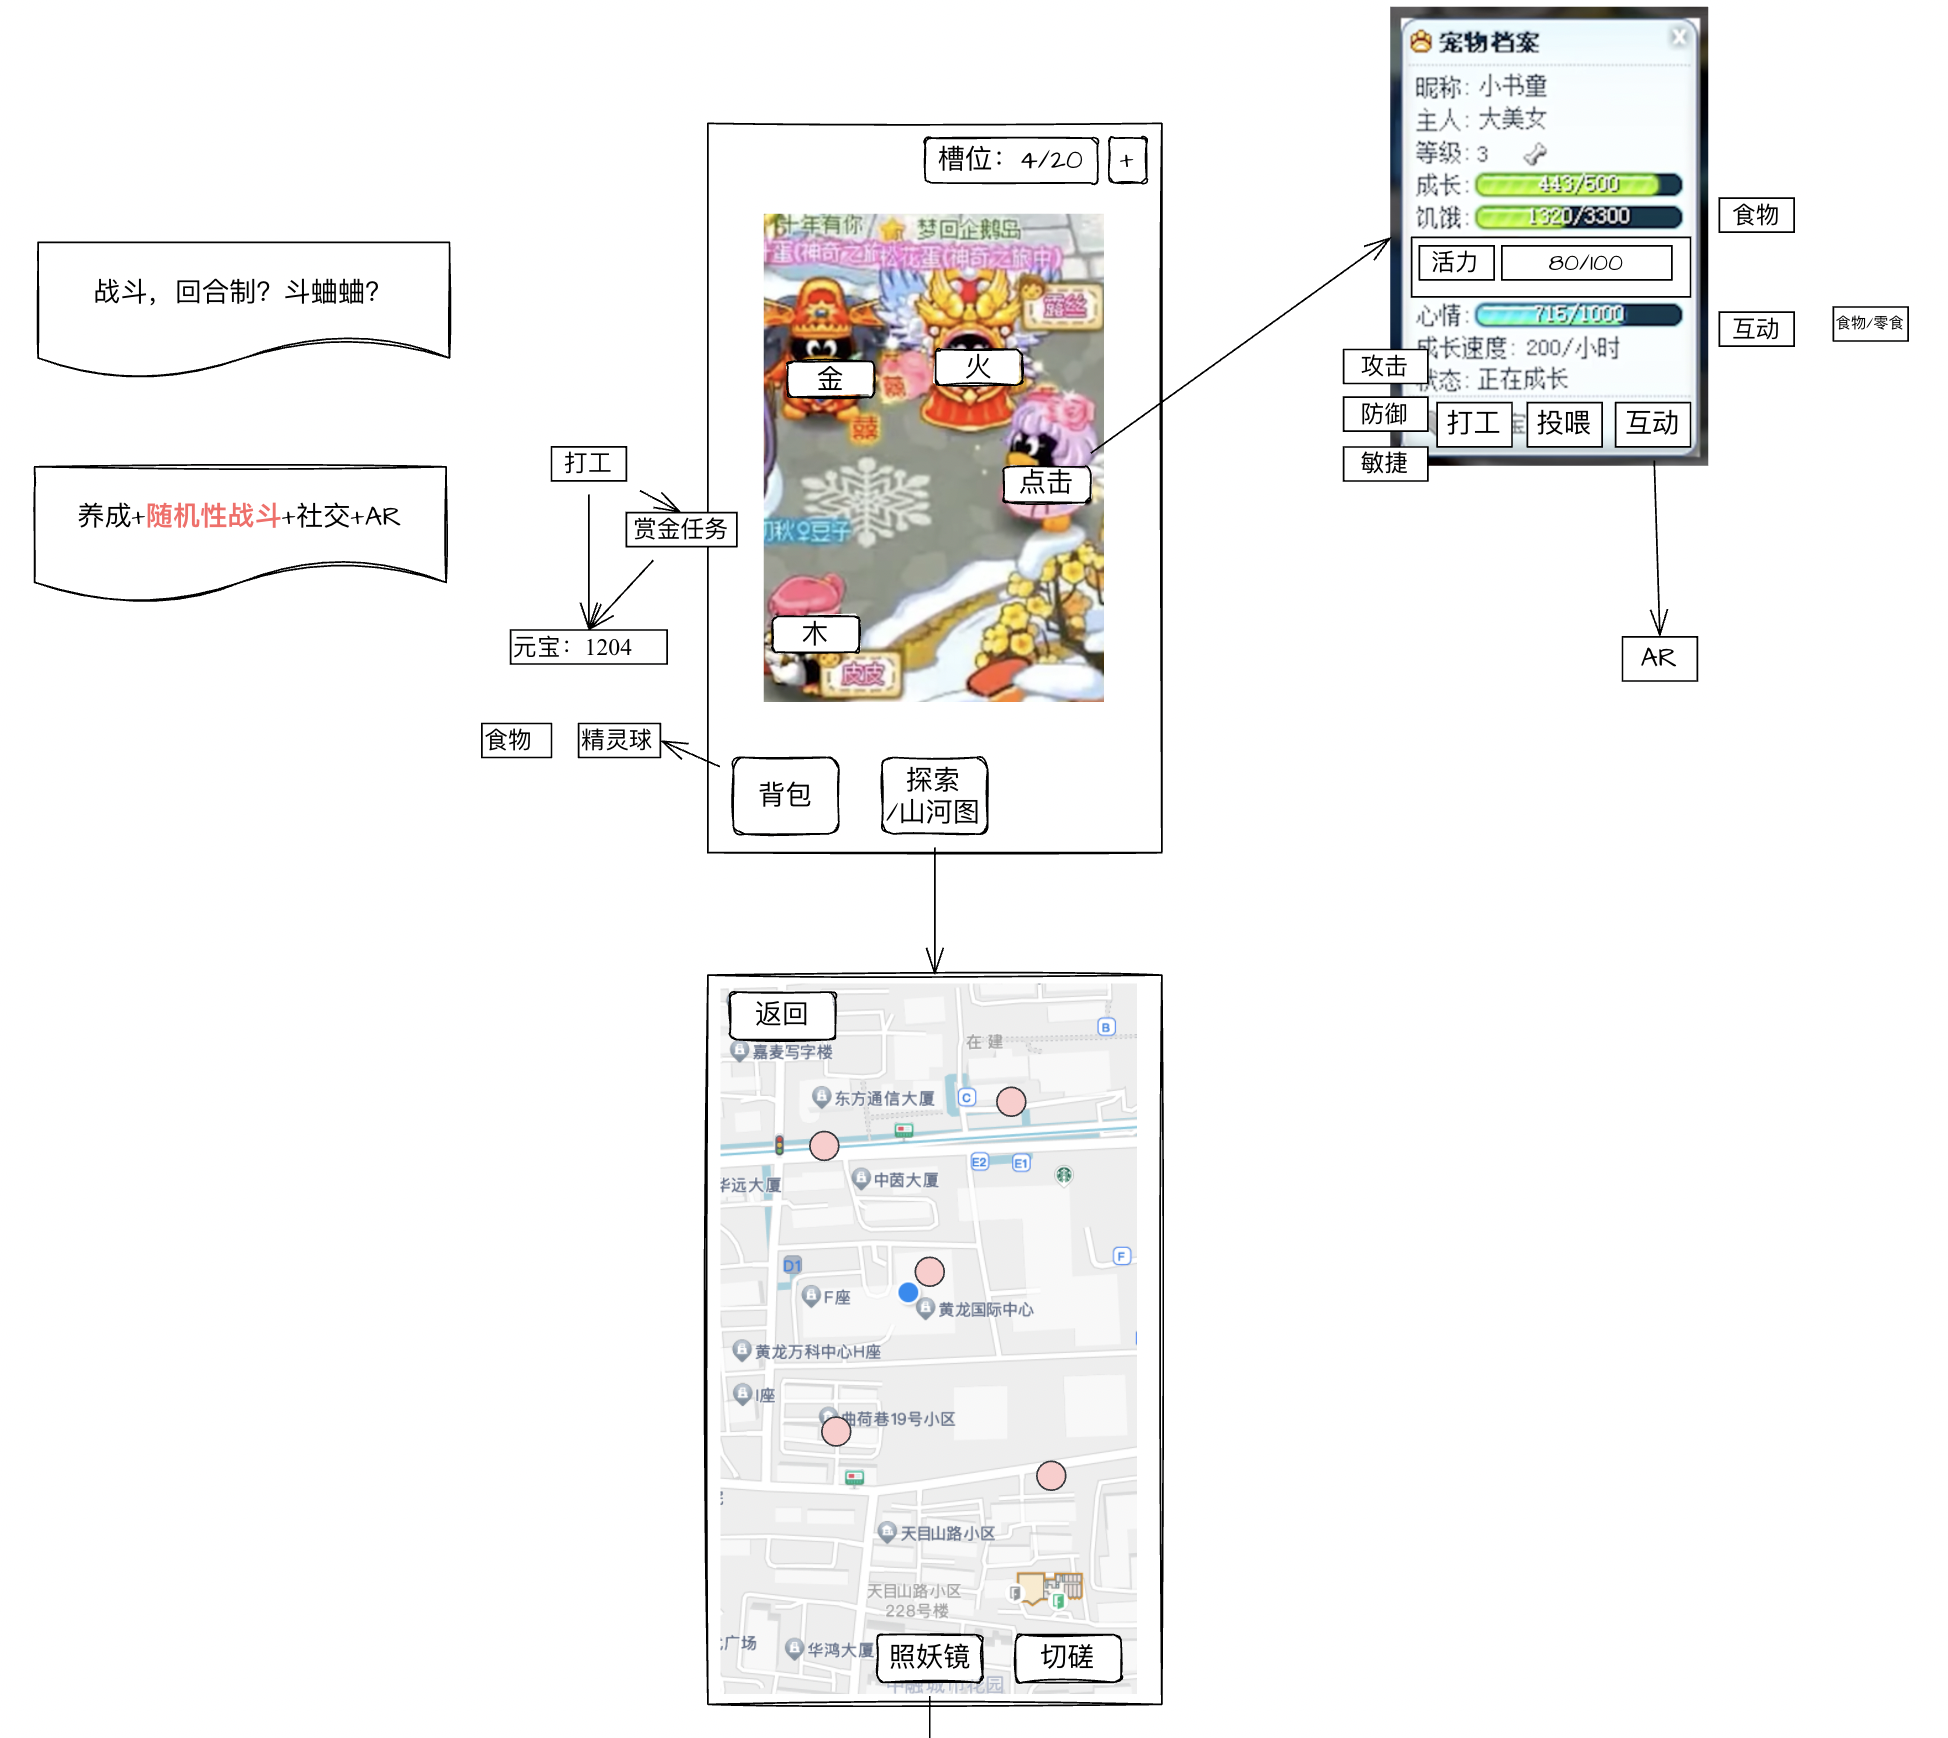 战斗，回合制？斗蛐蛐？
养成+随机性战斗+社交+AR
打工
赏金任务
元宝：1204
食物
精灵球
槽位：4/20
+
十年有你
梦回企鹅岛
蛋(神奇之旅
松花蛋(神奇之旅中)
露丝
金
火
囍
囍
点击
初秋♀豆子
木
皮皮
背包
探索
/山河图
宠物档案
X
昵称：小书童
主人：大美女
等级：3
成长：443/500
饥饿：1320/3300
食物
活力
80/100
心情：715/1000
互动
食物/零食
成长速度：200/小时
状态：正在成长
攻击
防御
敏捷
打工
投喂
互动
AR
返回
B
在建
嘉麦写字楼
东方通信大厦
C
E2
E1
中茵大厦
华远大厦
F
D1
F座
黄龙国际中心
黄龙万科中心H座
I座
曲荷巷19号小区
天目山路小区
天目山路小区
228号楼
广场
华鸿大厦
照妖镜
切磋